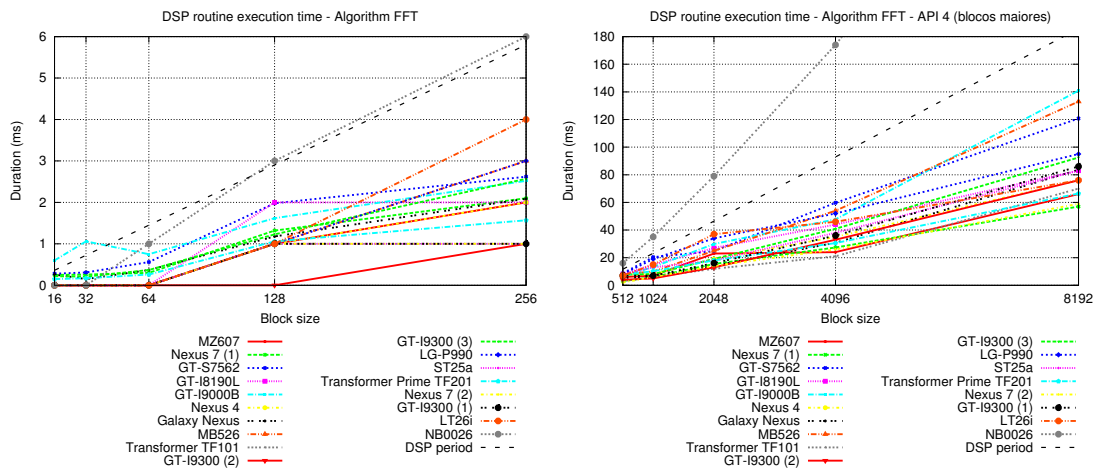 DSP routine execution time - Algorithm FFT
6
5
4
3
2
1
0
Duration (ms)
16 32 64 128 256
Block size
MZ607
Nexus 7 (1)
GT-S7562
GT-I8190L
GT-I9000B
Nexus 4
Galaxy Nexus
MB526
Transformer TF101
GT-I9300 (2)
GT-I9300 (3)
LG-P990
ST25a
Transformer Prime TF201
Nexus 7 (2)
GT-I9300 (1)
LT26i
NB0026
DSP period
DSP routine execution time - Algorithm FFT - API 4 (blocos maiores)
180
160
140
120
100
80
60
40
20
0
Duration (ms)
512 1024 2048 4096 8192
Block size
MZ607
Nexus 7 (1)
GT-S7562
GT-I8190L
GT-I9000B
Nexus 4
Galaxy Nexus
MB526
Transformer TF101
GT-I9300 (2)
GT-I9300 (3)
LG-P990
ST25a
Transformer Prime TF201
Nexus 7 (2)
GT-I9300 (1)
LT26i
NB0026
DSP period